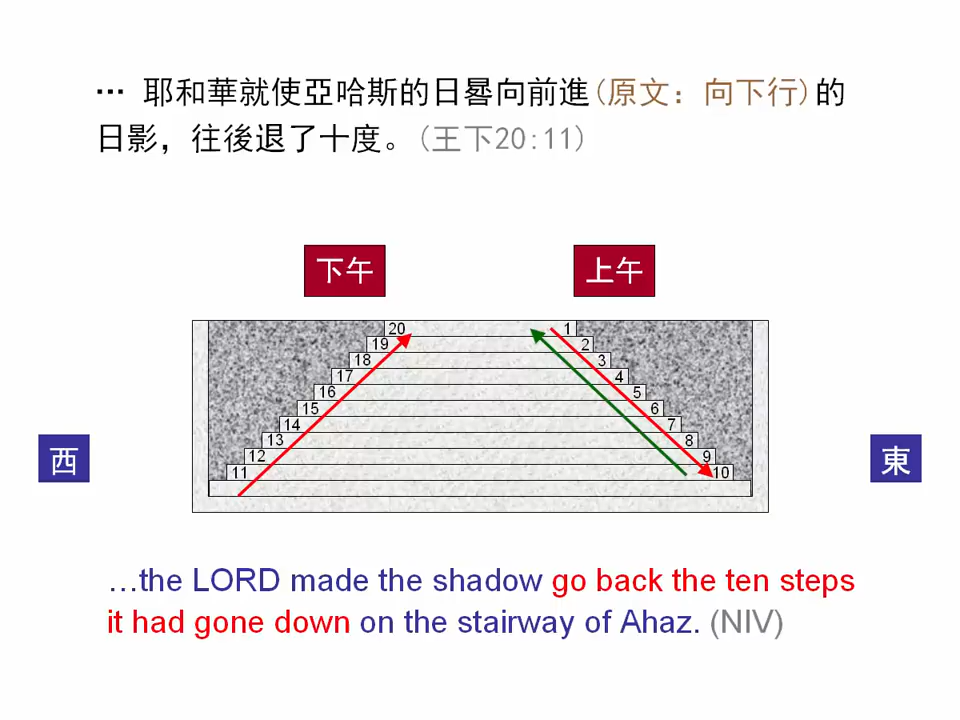 … 耶和華就使亞哈斯的日晷向前進(原文：向下行)的
日影，往後退了十度。(王下20:11)
下午
上午
20 1
19 2
18 3
17 4
16 5
15 6
14 7
13 8
12 9
11 10
西
東
…the LORD made the shadow go back the ten steps
it had gone down on the stairway of Ahaz. (NIV)